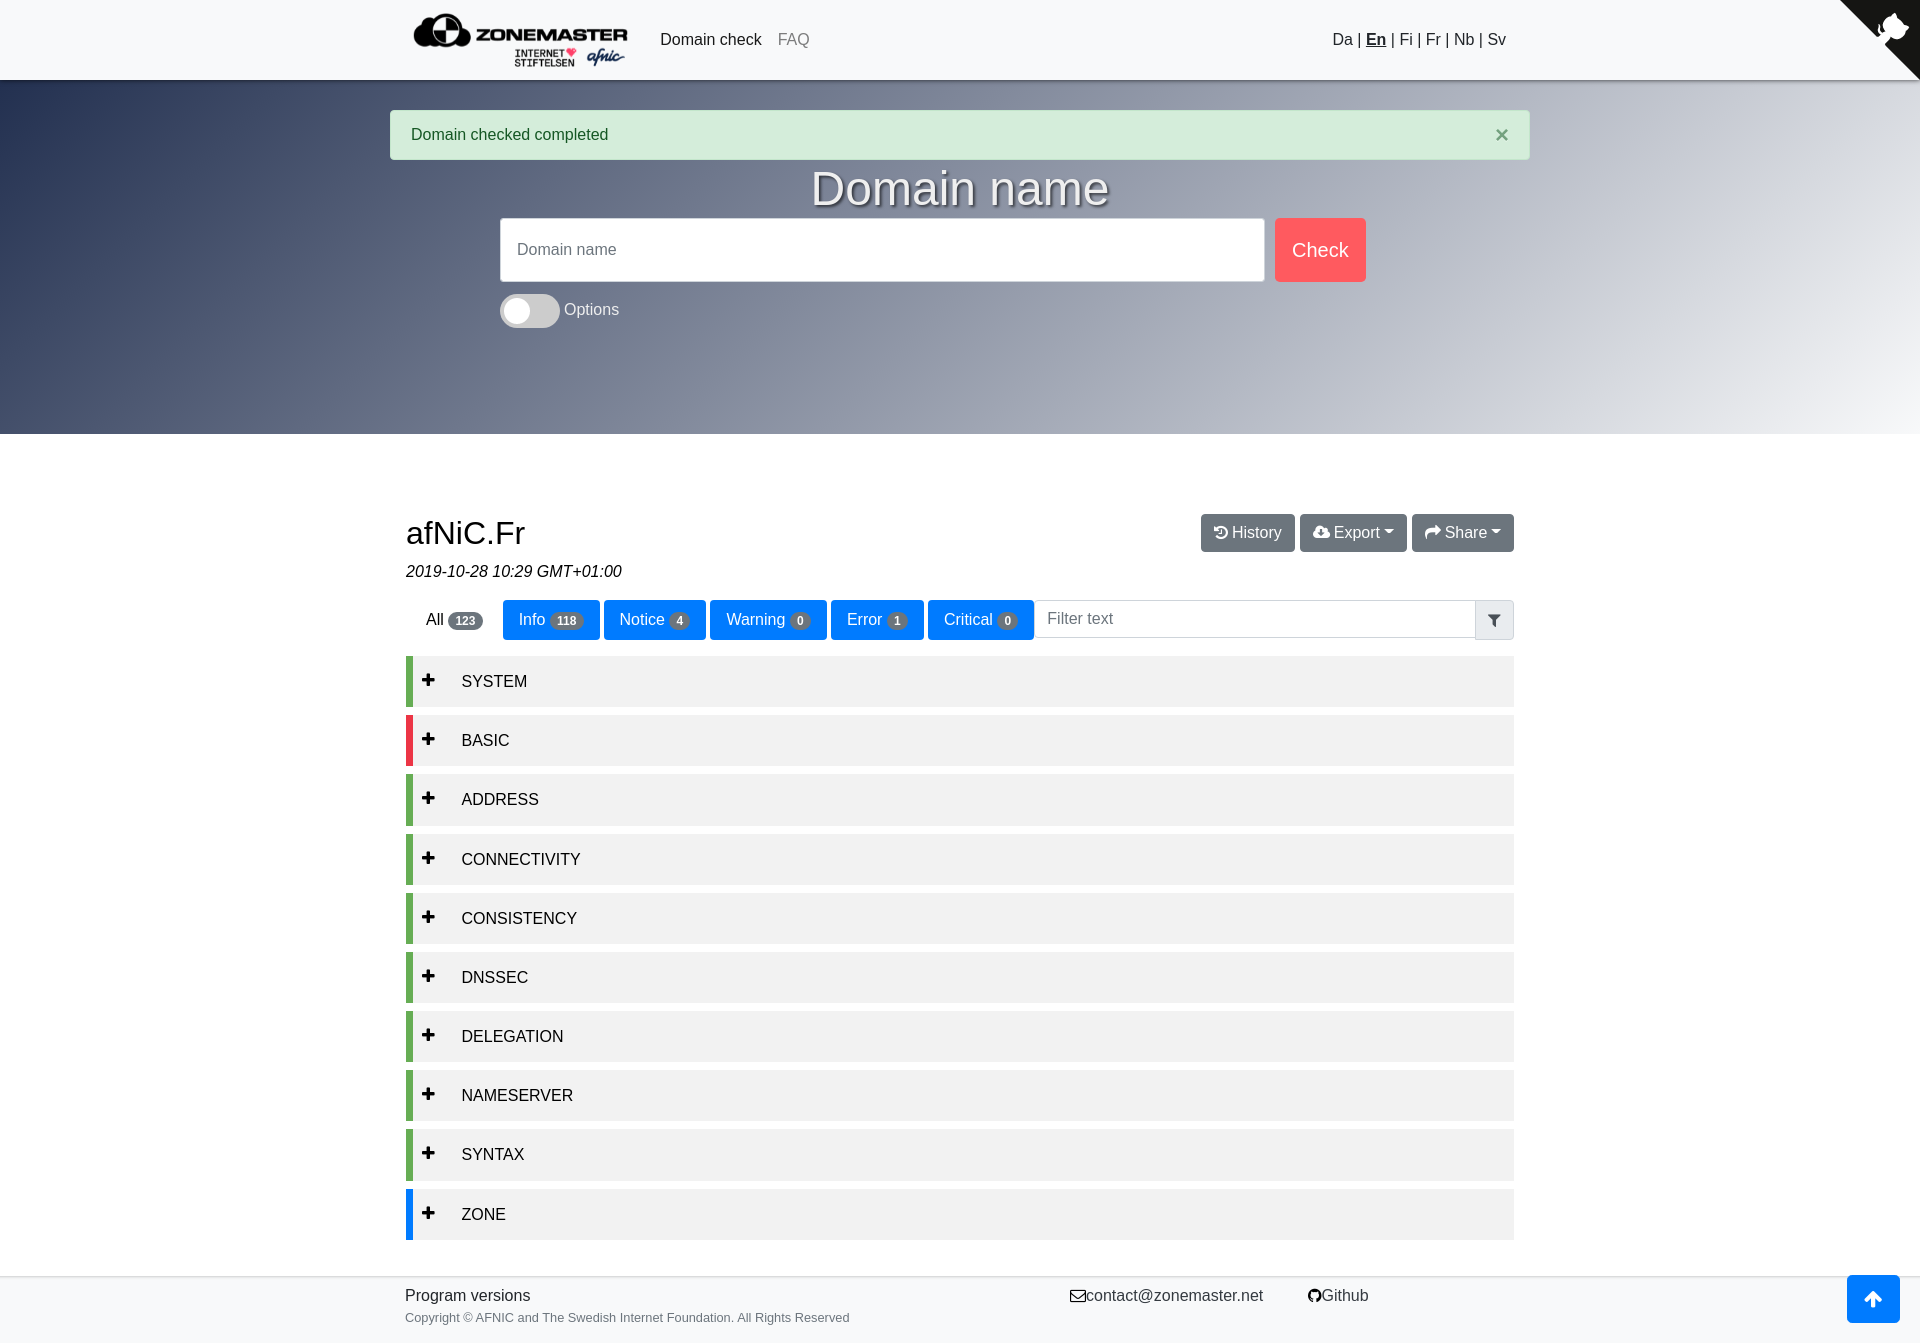 ZONEMASTER
INTERNET
STIFTELSEN afnic
Domain check FAQ
Da | En | Fi | Fr | Nb | Sv
Domain checked completed ×
Domain name
Domain name
Check
Options
afNiC.Fr
History Export Share
2019-10-28 10:29 GMT+01:00
All 123 Info 118 Notice 4 Warning 0 Error 1 Critical 0 Filter text
SYSTEM
BASIC
ADDRESS
CONNECTIVITY
CONSISTENCY
DNSSEC
DELEGATION
NAMESERVER
SYNTAX
ZONE
Program versions contact@zonemaster.net Github
Copyright © AFNIC and The Swedish Internet Foundation. All Rights Reserved